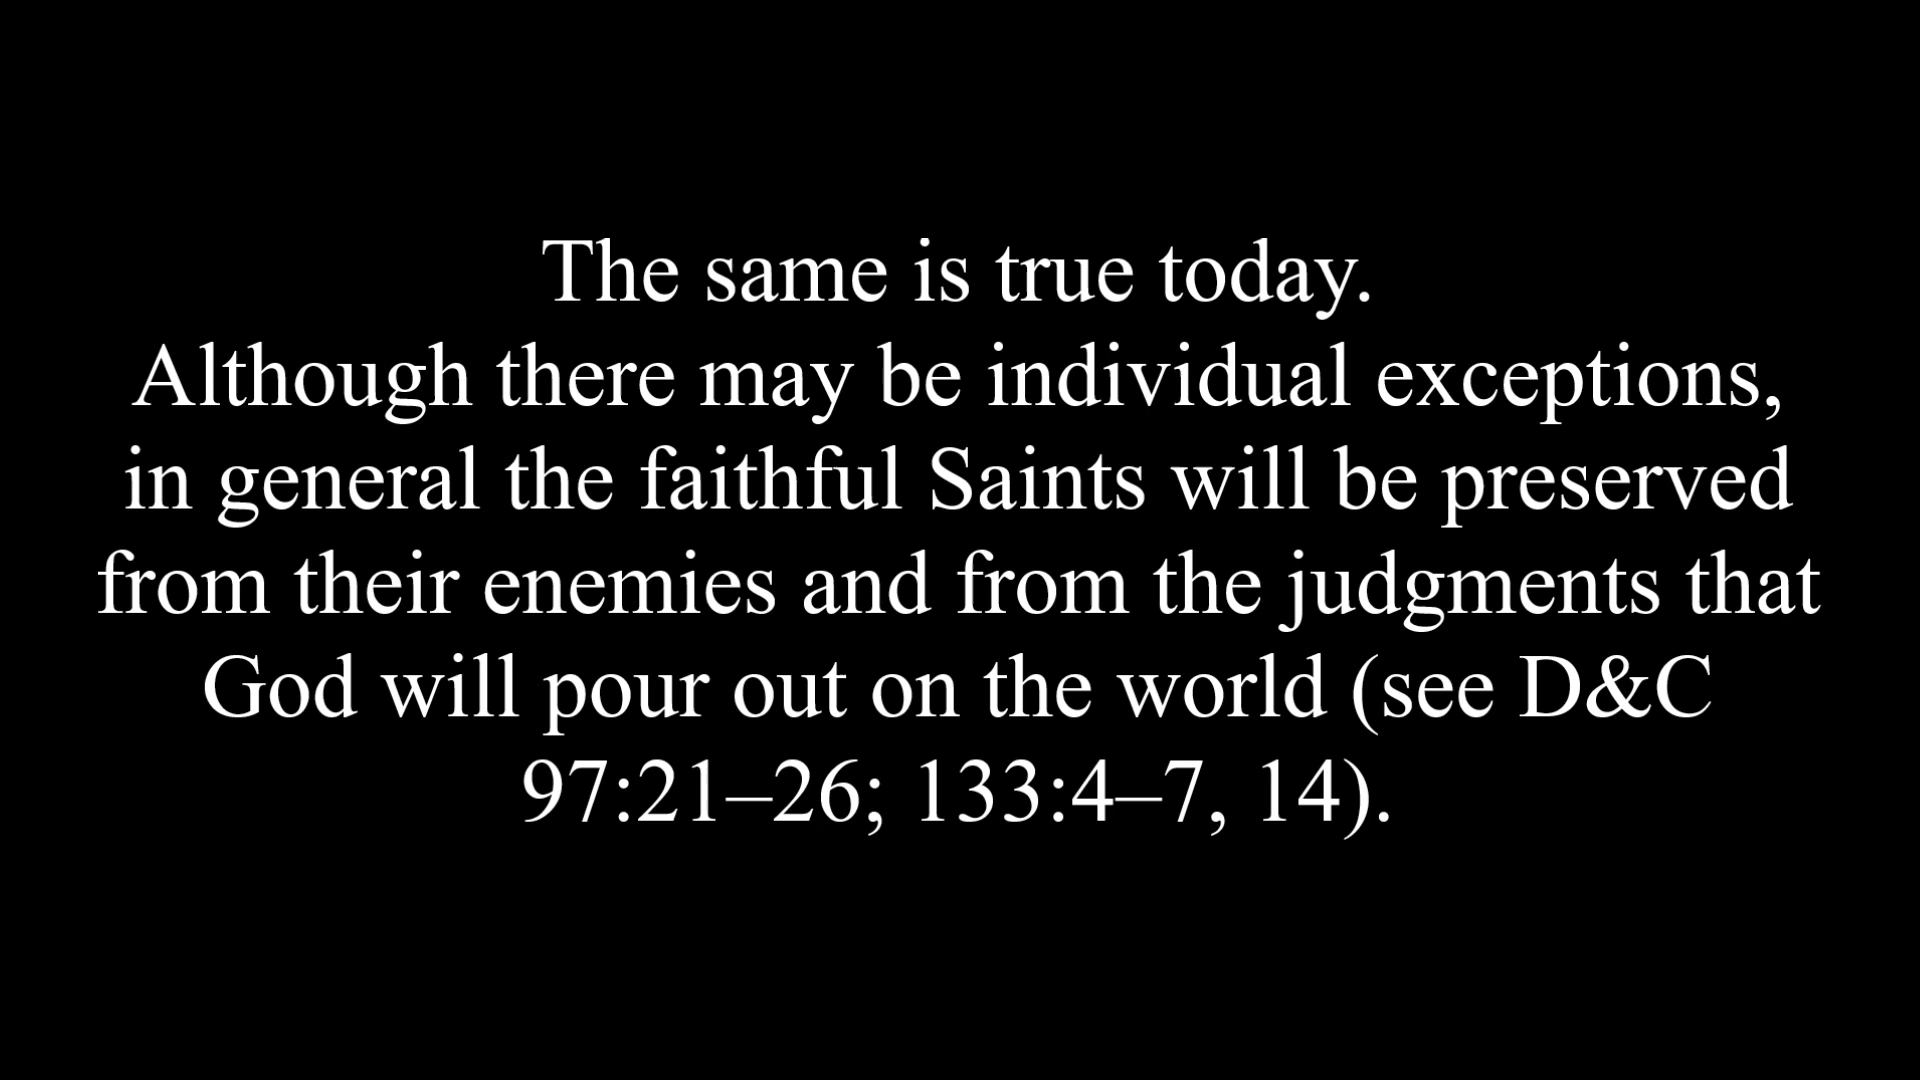 The same is true today.
Although there may be individual exceptions,
in general the faithful Saints will be preserved
from their enemies and from the judgments that
God will pour out on the world (see D&C
97:21–26; 133:4–7, 14).